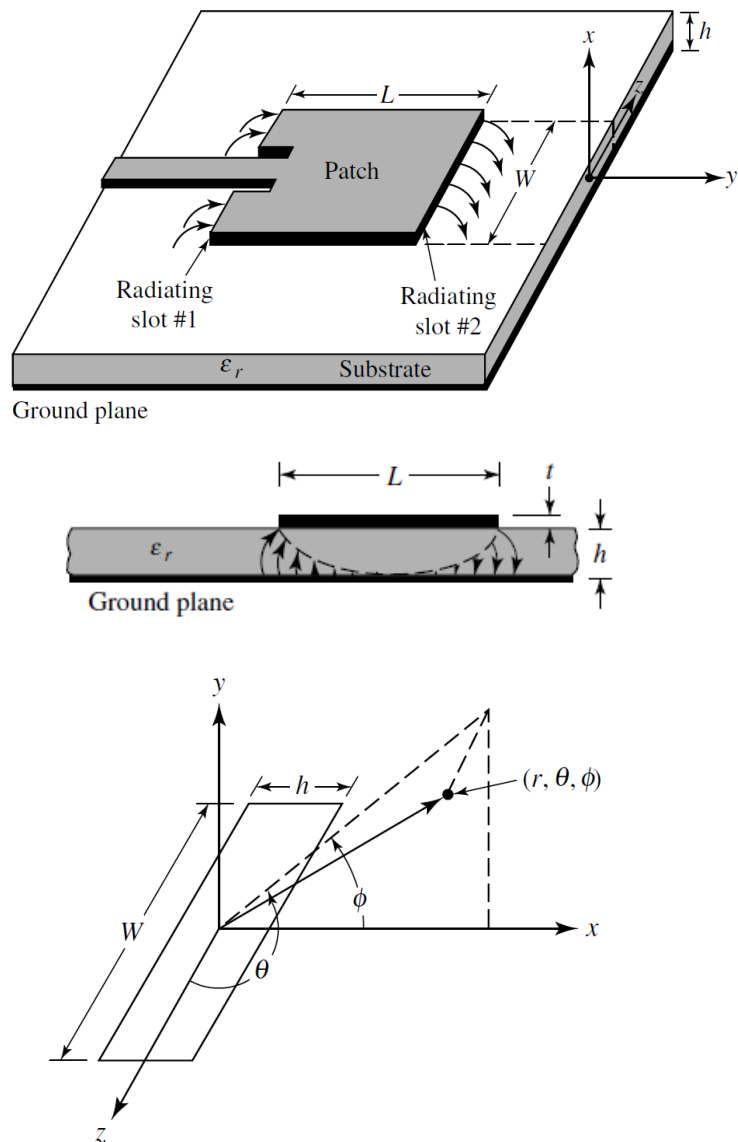 x
h
z
L
Patch
W
y
Radiating
slot #1
Radiating
slot #2
εr
Substrate
Ground plane
L
t
εr
h
Ground plane
y
h
(r, θ, ϕ)
W
ϕ
x
θ
z